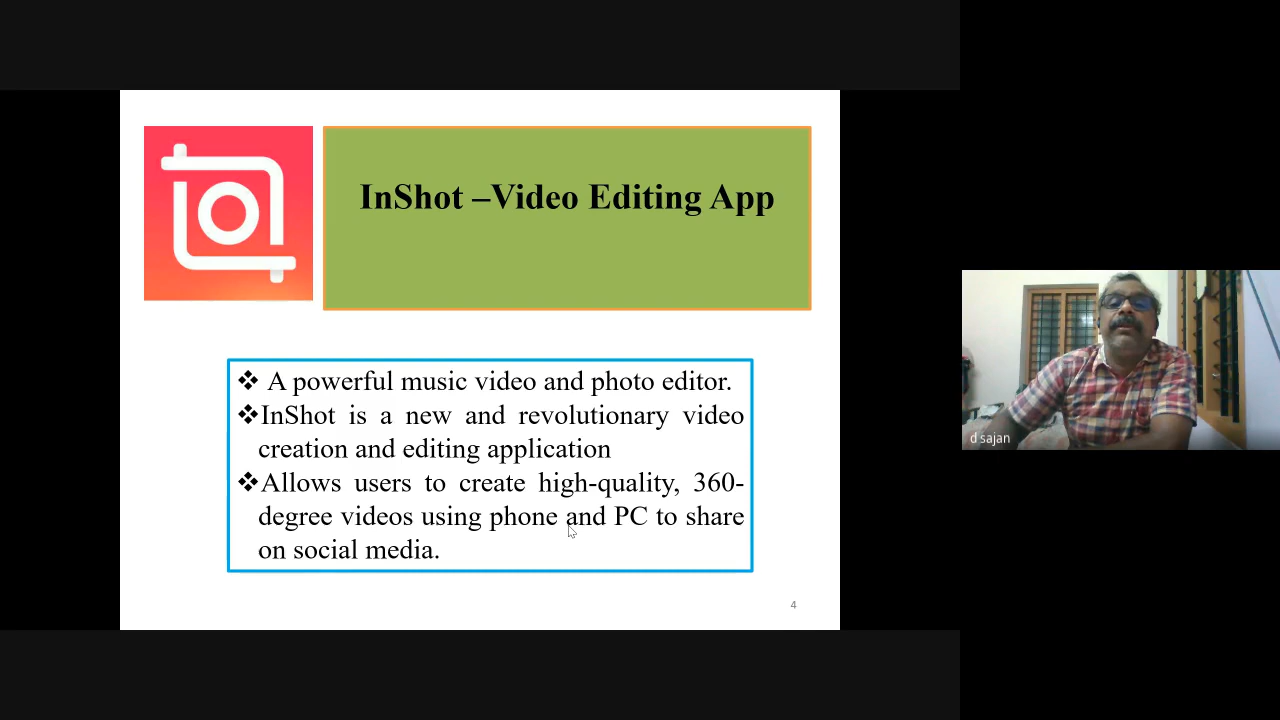 InShot –Video Editing App
❖ A powerful music video and photo editor.
❖InShot is a new and revolutionary video
creation and editing application
❖Allows users to create high-quality, 360-
degree videos using phone and PC to share
on social media.
4
d sajan